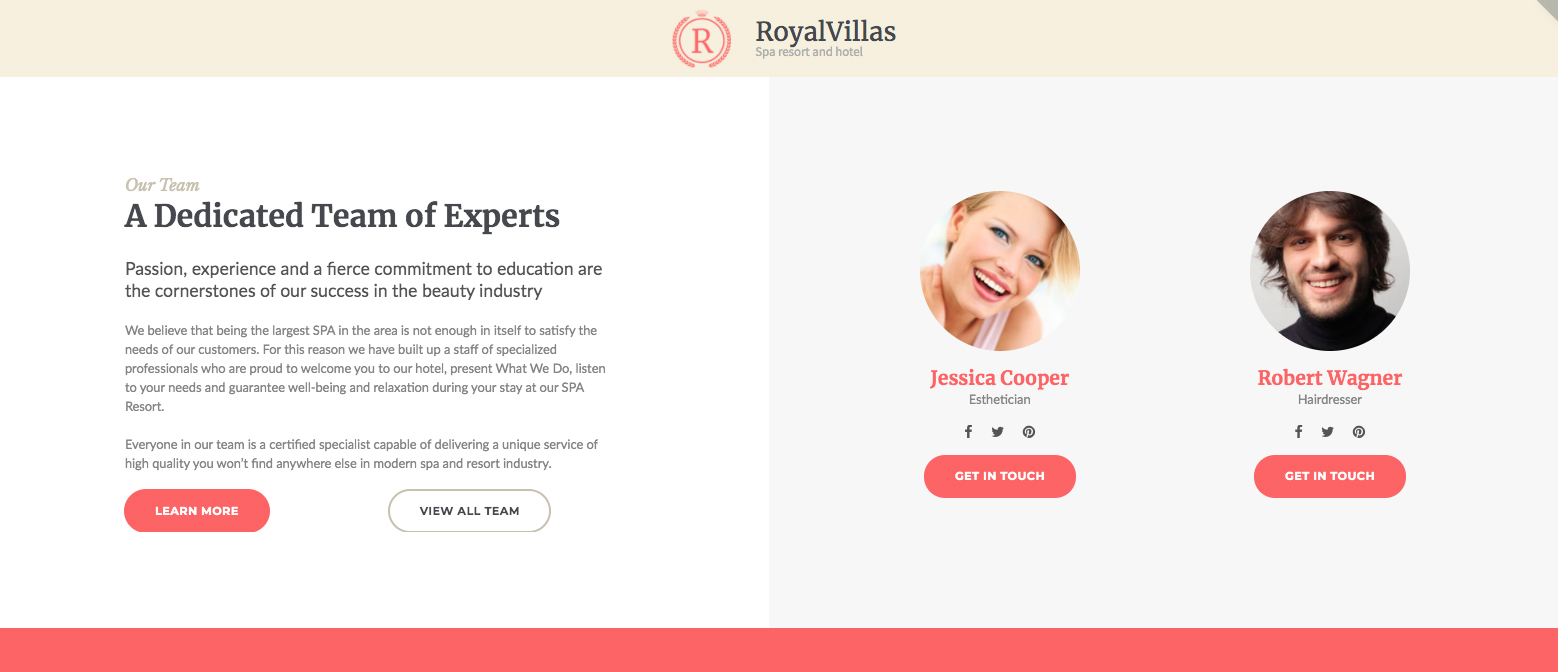 R
RoyalVillas
Spa resort and hotel
Our Team
A Dedicated Team of Experts
Passion, experience and a fierce commitment to education are
the cornerstones of our success in the beauty industry
We believe that being the largest SPA in the area is not enough in itself to satisfy the
needs of our customers. For this reason we have built up a staff of specialized
professionals who are proud to welcome you to our hotel, present What We Do, listen
to your needs and guarantee well-being and relaxation during your stay at our SPA
Resort.
Everyone in our team is a certified specialist capable of delivering a unique service of
high quality you won't find anywhere else in modern spa and resort industry.
LEARN MORE
VIEW ALL TEAM
Jessica Cooper
Esthetician
GET IN TOUCH
Robert Wagner
Hairdresser
GET IN TOUCH